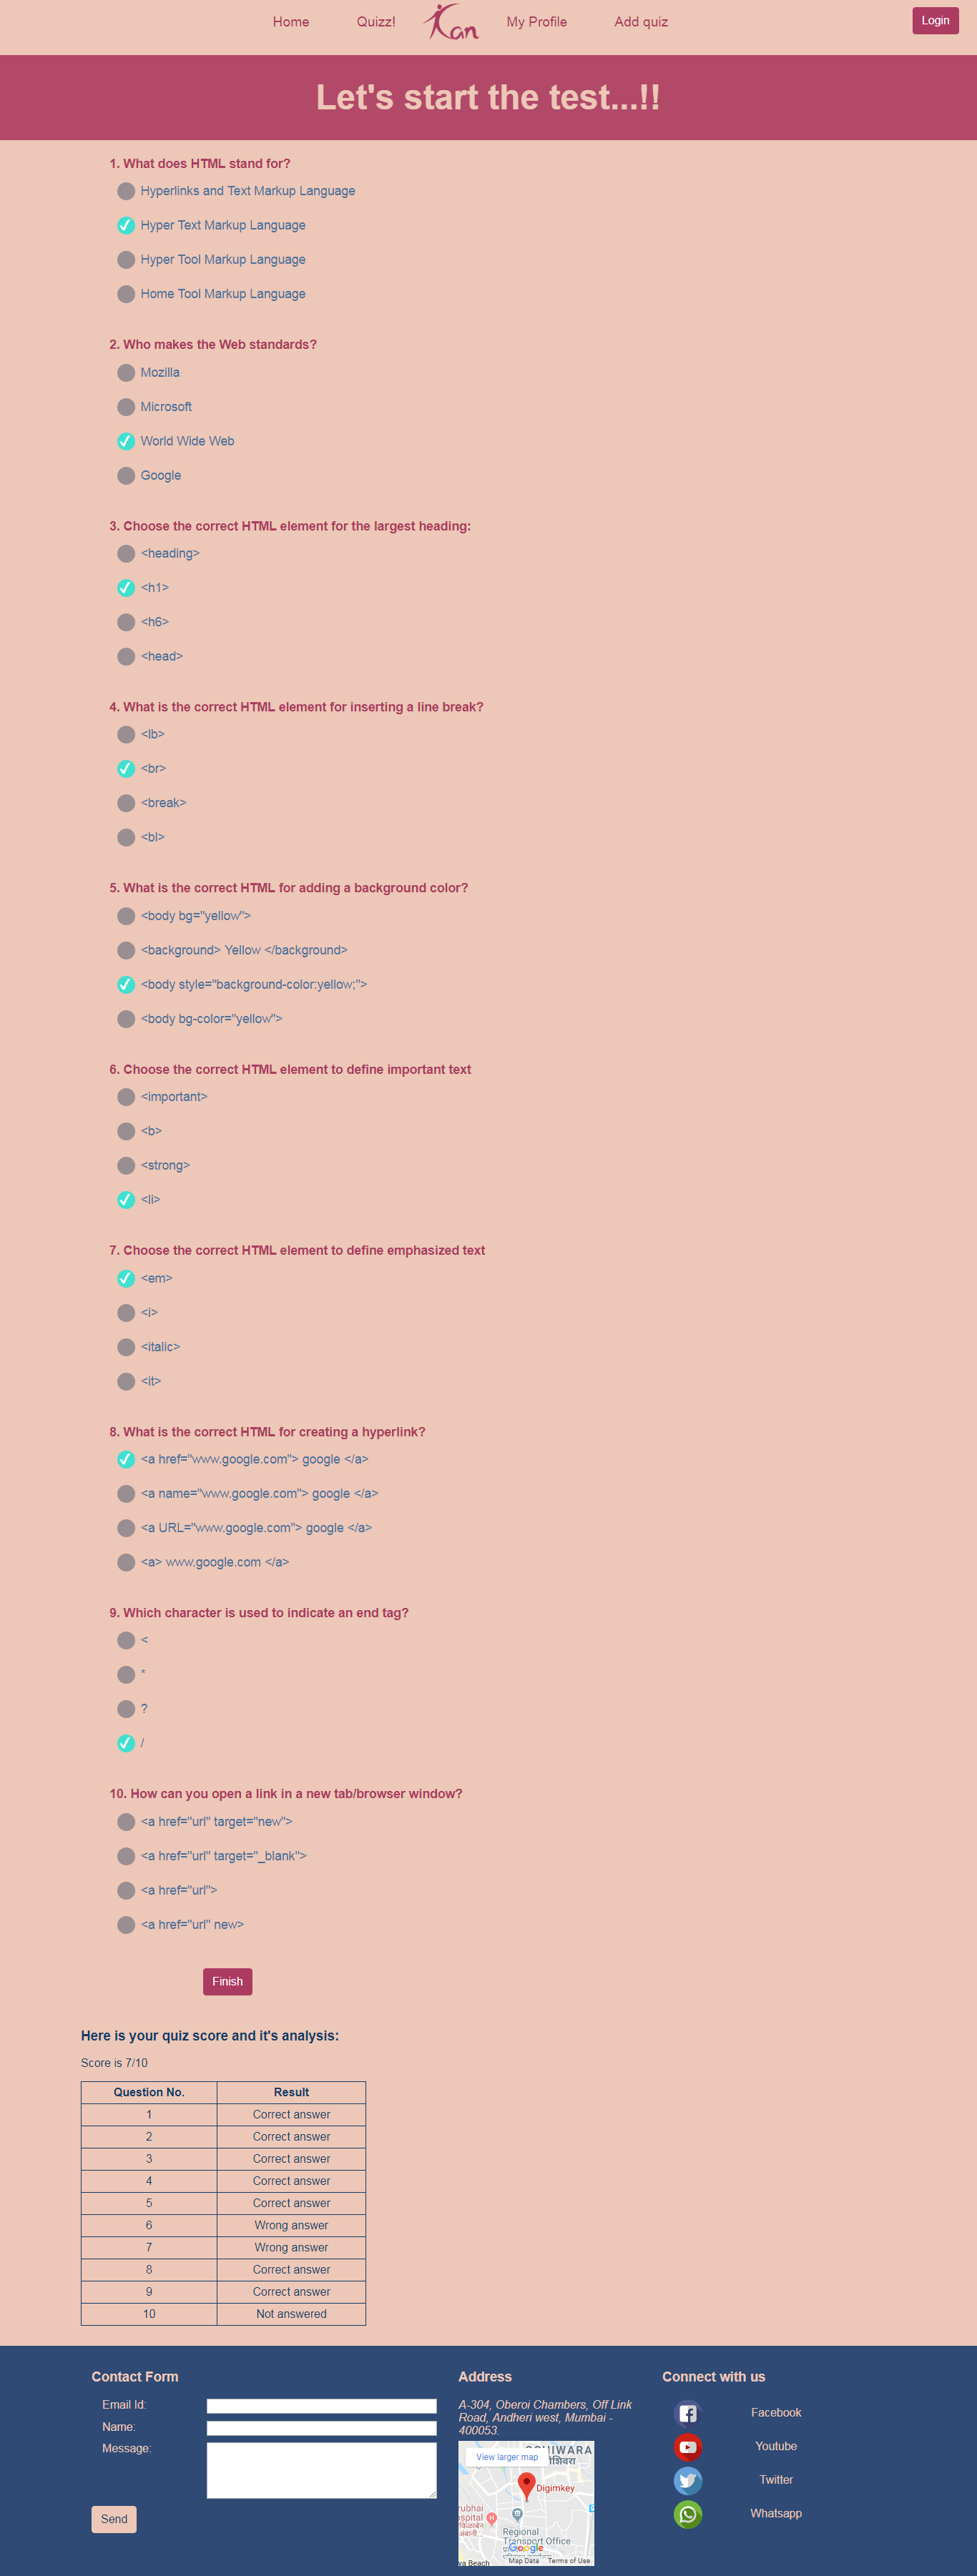 Home Quizz! Kan My Profile Add quiz Login
Let's start the test...!!
1. What does HTML stand for?
Hyperlinks and Text Markup Language
Hyper Text Markup Language
Hyper Tool Markup Language
Home Tool Markup Language
2. Who makes the Web standards?
Mozilla
Microsoft
World Wide Web
Google
3. Choose the correct HTML element for the largest heading:
<heading>
<h1>
<h6>
<head>
4. What is the correct HTML element for inserting a line break?
<lb>
<br>
<break>
<bl>
5. What is the correct HTML for adding a background color?
<body bg="yellow">
<background> Yellow </background>
<body style="background-color:yellow;">
<body bg-color="yellow">
6. Choose the correct HTML element to define important text
<important>
<b>
<strong>
<li>
7. Choose the correct HTML element to define emphasized text
<em>
<i>
<italic>
<it>
8. What is the correct HTML for creating a hyperlink?
<a href="www.google.com"> google </a>
<a name="www.google.com"> google </a>
<a URL="www.google.com"> google </a>
<a> www.google.com </a>
9. Which character is used to indicate an end tag?
<
*
?
/
10. How can you open a link in a new tab/browser window?
<a href="url" target="new">
<a href="url" target="_blank">
<a href="url">
<a href="url" new>
Finish
Here is your quiz score and it's analysis:
Score is 7/10
Question No. Result
1 Correct answer
2 Correct answer
3 Correct answer
4 Correct answer
5 Correct answer
6 Wrong answer
7 Wrong answer
8 Correct answer
9 Correct answer
10 Not answered
Contact Form
Email Id:
Name:
Message:
Send
Address
A-304, Oberoi Chambers, Off Link
Road, Andheri west, Mumbai -
400053.
View larger map
Digimkey
Regional
Transport Office
Google
Map Data Terms of Use
Connect with us
Facebook
Youtube
Twitter
Whatsapp